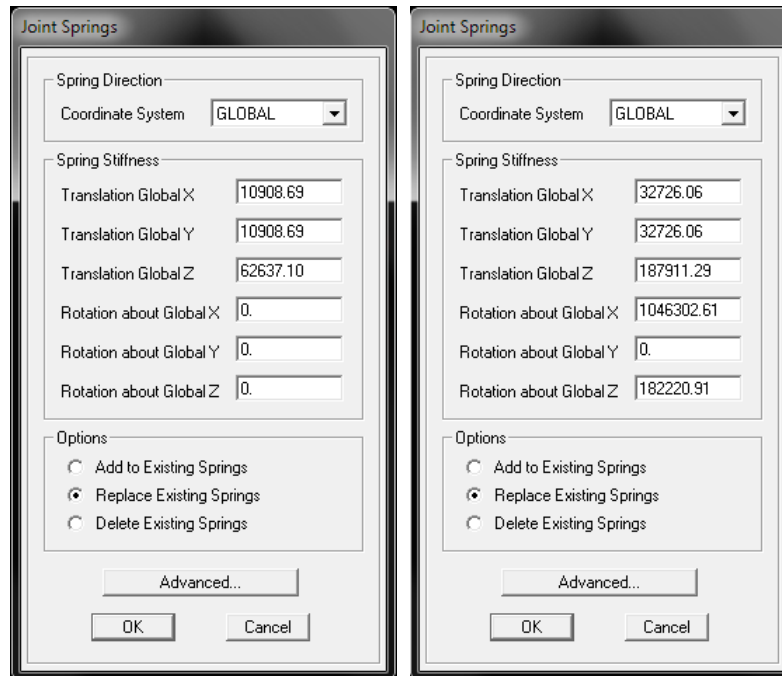 Joint Springs
Spring Direction
Coordinate System GLOBAL
Spring Stiffness
Translation Global X 10908.69
Translation Global Y 10908.69
Translation Global Z 62637.10
Rotation about Global X 0.
Rotation about Global Y 0.
Rotation about Global Z 0.
Options
Add to Existing Springs
Replace Existing Springs
Delete Existing Springs
Advanced...
OK Cancel
Joint Springs
Spring Direction
Coordinate System GLOBAL
Spring Stiffness
Translation Global X 32726.06
Translation Global Y 32726.06
Translation Global Z 187911.29
Rotation about Global X 1046302.61
Rotation about Global Y 0.
Rotation about Global Z 182220.91
Options
Add to Existing Springs
Replace Existing Springs
Delete Existing Springs
Advanced...
OK Cancel